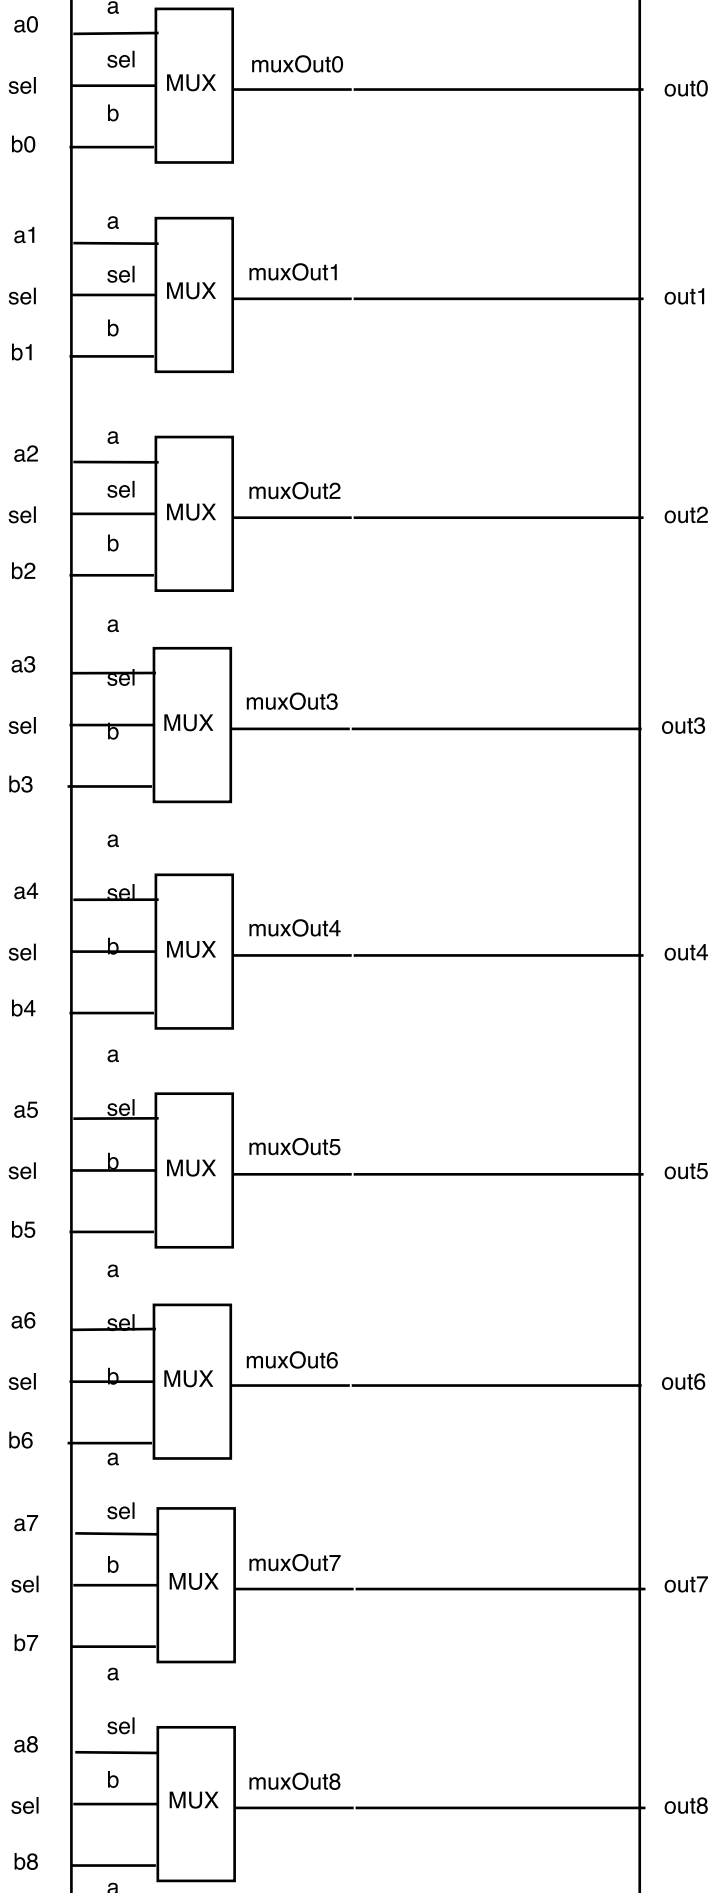 a
a0
sel
MUX
muxOut0
sel
out0
b
b0
a
a1
sel
MUX
muxOut1
sel
out1
b
b1
a
a2
sel
MUX
muxOut2
sel
out2
b
b2
a
a3
sel
MUX
muxOut3
sel
out3
b
b3
a
a4
sel
MUX
muxOut4
sel
out4
b
b4
a
a5
sel
MUX
muxOut5
sel
out5
b
b5
a
a6
sel
MUX
muxOut6
sel
out6
b
b6
a
a7
sel
MUX
muxOut7
sel
out7
b
b7
a
a8
sel
MUX
muxOut8
sel
out8
b
b8
a